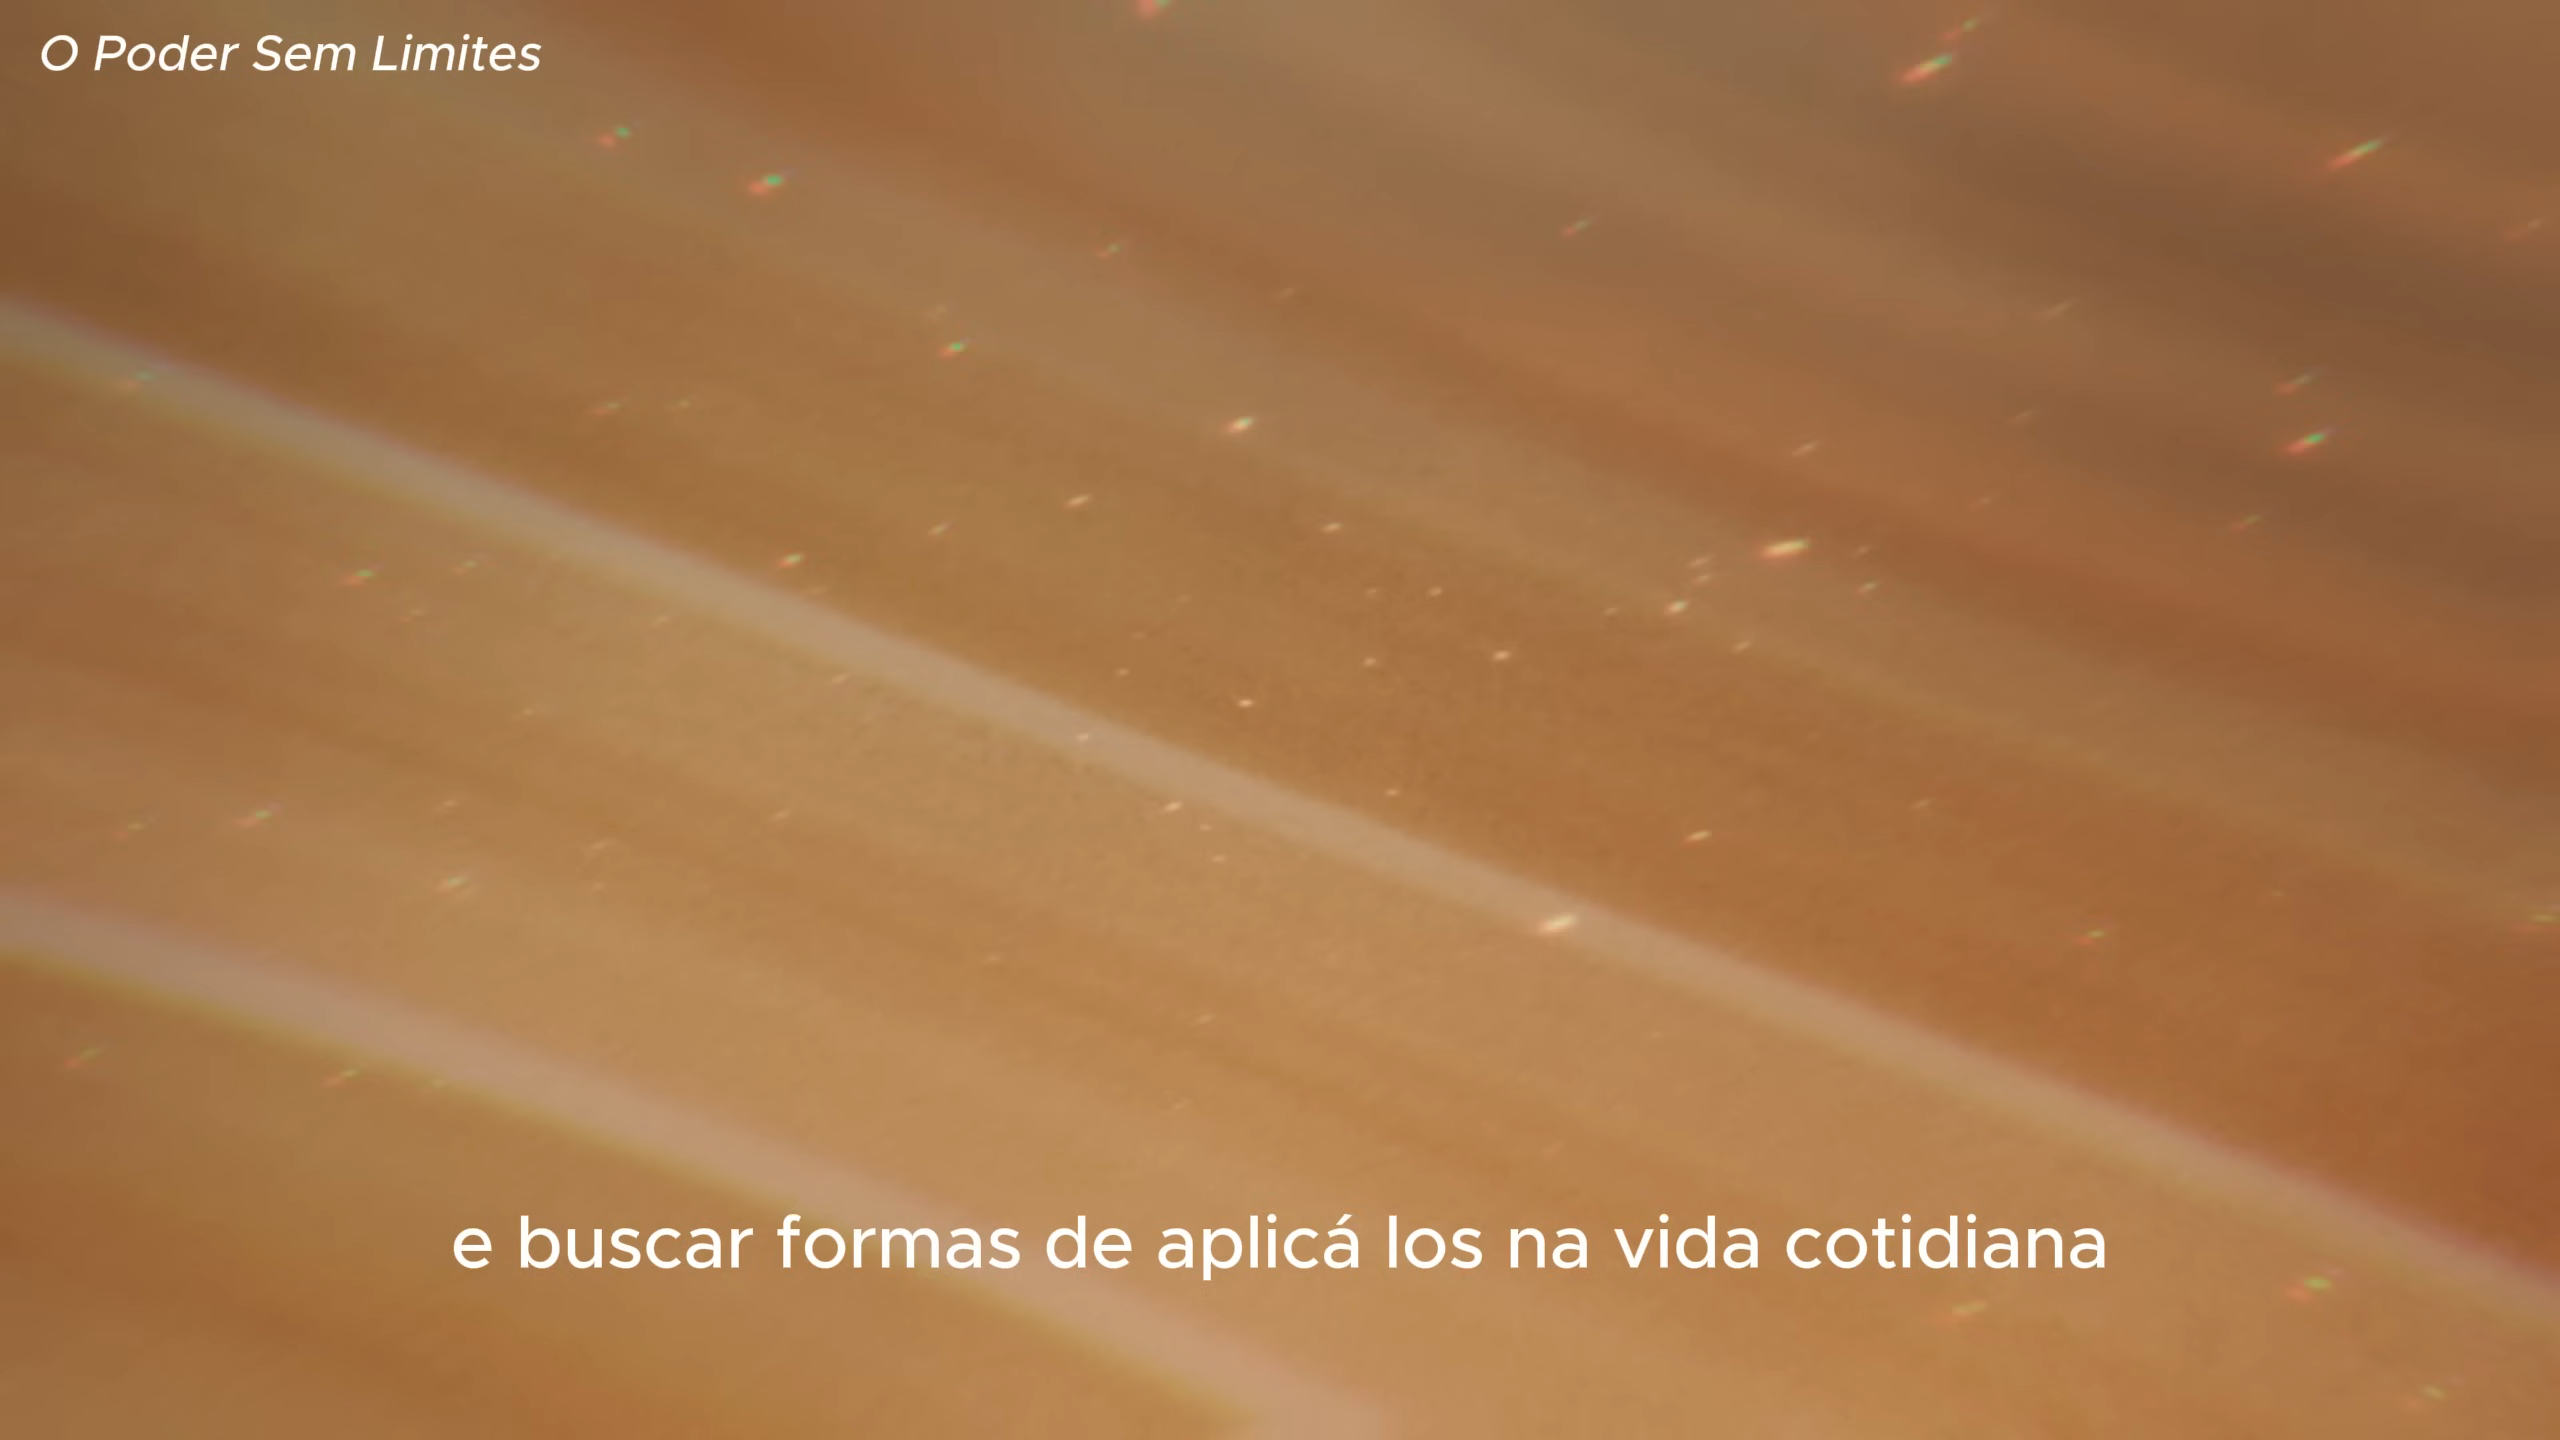 O Poder Sem Limites
e buscar formas de aplicá los na vida cotidiana